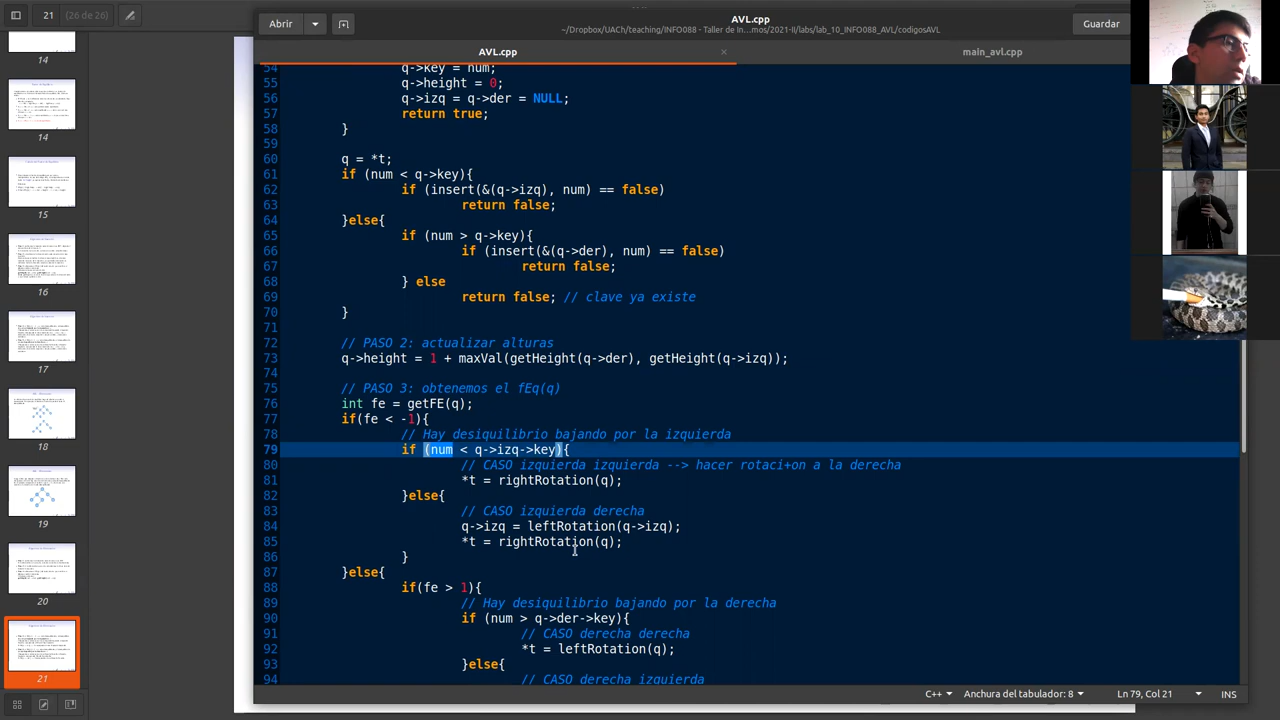 21 (26 de 26)
14
14
15
16
17
18
19
20
21
Abrir
AVL.cpp
~/Dropbox/UACh/teaching/INFO088 - Taller de In...mos/2021-II/labs/lab_10_INFO088_AVL/codigosAVL
Guardar
AVL.cpp
main_avl.cpp
54 q->key = num;
55 q->height = 0;
56 q->izq = q->der = NULL;
57 return true;
58 }
59
60 q = *t;
61 if (num < q->key){
62 if (insert(&(q->izq), num) == false)
63 return false;
64 }else{
65 if (num > q->key){
66 if (insert(&(q->der), num) == false)
67 return false;
68 } else
69 return false; // clave ya existe
70 }
71
72 // PASO 2: actualizar alturas
73 q->height = 1 + maxVal(getHeight(q->der), getHeight(q->izq));
74
75 // PASO 3: obtenemos el fEq(q)
76 int fe = getFE(q);
77 if(fe < -1){
78 // Hay desiquilibrio bajando por la izquierda
79 if (num < q->izq->key){
80 // CASO izquierda izquierda --> hacer rotaci+on a la derecha
81 *t = rightRotation(q);
82 }else{
83 // CASO izquierda derecha
84 q->izq = leftRotation(q->izq);
85 *t = rightRotation(q);
86 }
87 }else{
88 if(fe > 1){
89 // Hay desiquilibrio bajando por la derecha
90 if (num > q->der->key){
91 // CASO derecha derecha
92 *t = leftRotation(q);
93 }else{
94 // CASO derecha izquierda
C++
Anchura del tabulador: 8
Ln 79, Col 21
INS